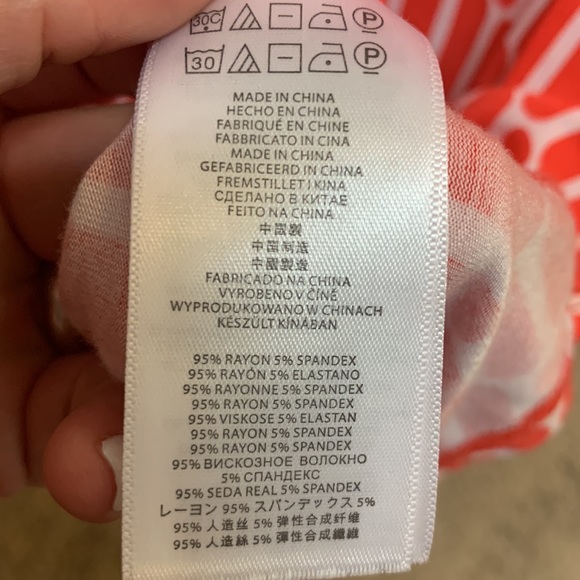 30C P
30 P
MADE IN CHINA
HECHO EN CHINA
FABRIQUÉ EN CHINE
FABBRICATO IN CINA
MADE IN CHINA
GEFABRICEERD IN CHINA
FREMSTILLET I KINA
СДЕЛАНО В КИТАЕ
FEITO NA CHINA
中國製
中国制造
中國製造
FABRICADO NA CHINA
VYROBENO V ČÍNĚ
WYPRODUKOWANO W CHINACH
KÉSZÜLT KÍNÁBAN
95% RAYON 5% SPANDEX
95% RAYÓN 5% ELASTANO
95% RAYONNE 5% SPANDEX
95% RAYON 5% SPANDEX
95% VISKOSE 5% ELASTAN
95% RAYON 5% SPANDEX
95% RAYON 5% SPANDEX
95% ВИСКОЗНОЕ ВОЛОКНО
5% СПАНДЕКС
95% SEDA REAL 5% SPANDEX
レーヨン 95% スパンデックス 5%
95% 人造丝 5% 弹性合成纤维
95% 人造絲 5% 彈性合成纖維